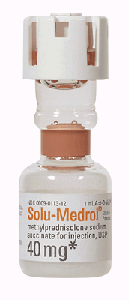 Solu-Medrol®
methylprednisolone sodium
succinate for injection, USP
40 mg*